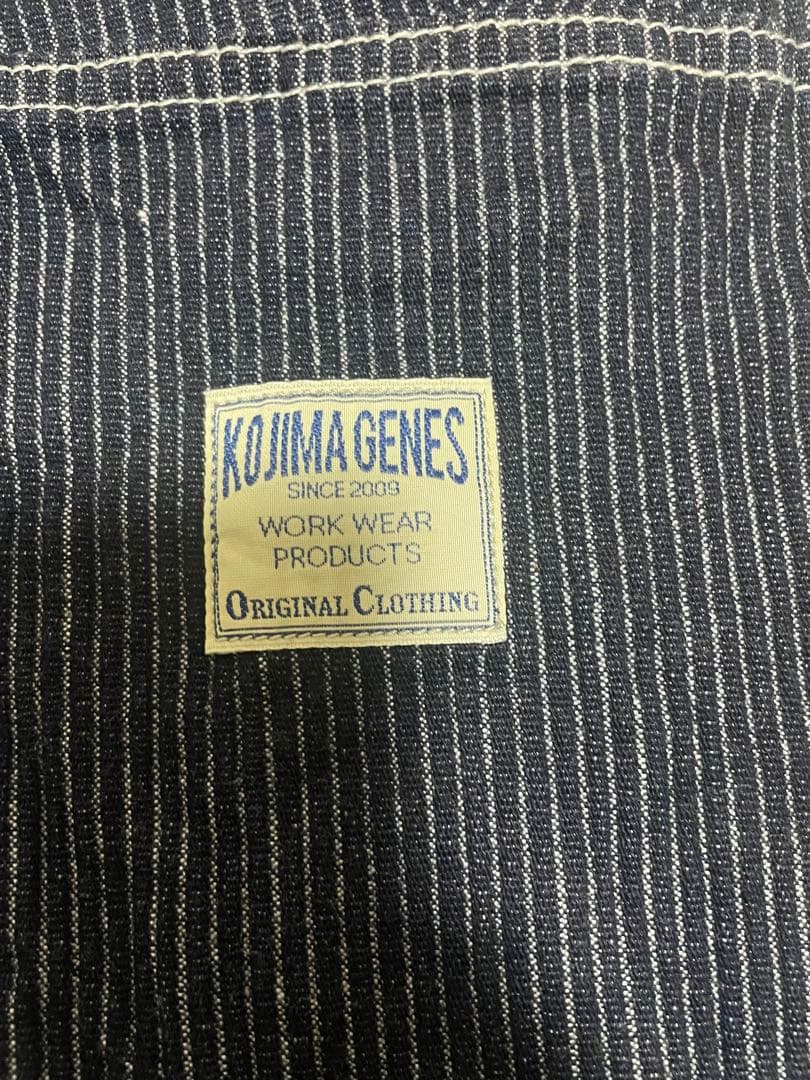 KOJIMA GENES
SINCE 2009
WORK WEAR
PRODUCTS
ORIGINAL CLOTHING